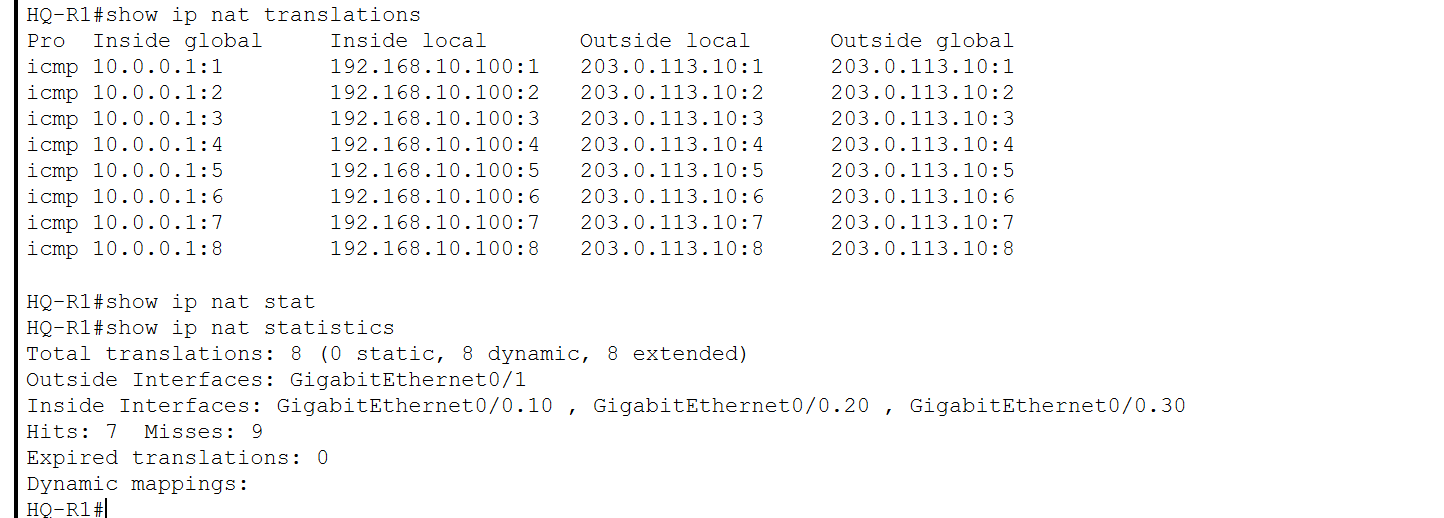 HQ-R1#show ip nat translations
Pro  Inside global     Inside local       Outside local      Outside global
icmp 10.0.0.1:1        192.168.10.100:1   203.0.113.10:1     203.0.113.10:1
icmp 10.0.0.1:2        192.168.10.100:2   203.0.113.10:2     203.0.113.10:2
icmp 10.0.0.1:3        192.168.10.100:3   203.0.113.10:3     203.0.113.10:3
icmp 10.0.0.1:4        192.168.10.100:4   203.0.113.10:4     203.0.113.10:4
icmp 10.0.0.1:5        192.168.10.100:5   203.0.113.10:5     203.0.113.10:5
icmp 10.0.0.1:6        192.168.10.100:6   203.0.113.10:6     203.0.113.10:6
icmp 10.0.0.1:7        192.168.10.100:7   203.0.113.10:7     203.0.113.10:7
icmp 10.0.0.1:8        192.168.10.100:8   203.0.113.10:8     203.0.113.10:8

HQ-R1#show ip nat stat
HQ-R1#show ip nat statistics
Total translations: 8 (0 static, 8 dynamic, 8 extended)
Outside Interfaces: GigabitEthernet0/1
Inside Interfaces: GigabitEthernet0/0.10 , GigabitEthernet0/0.20 , GigabitEthernet0/0.30
Hits: 7  Misses: 9
Expired translations: 0
Dynamic mappings:
HQ-R1#